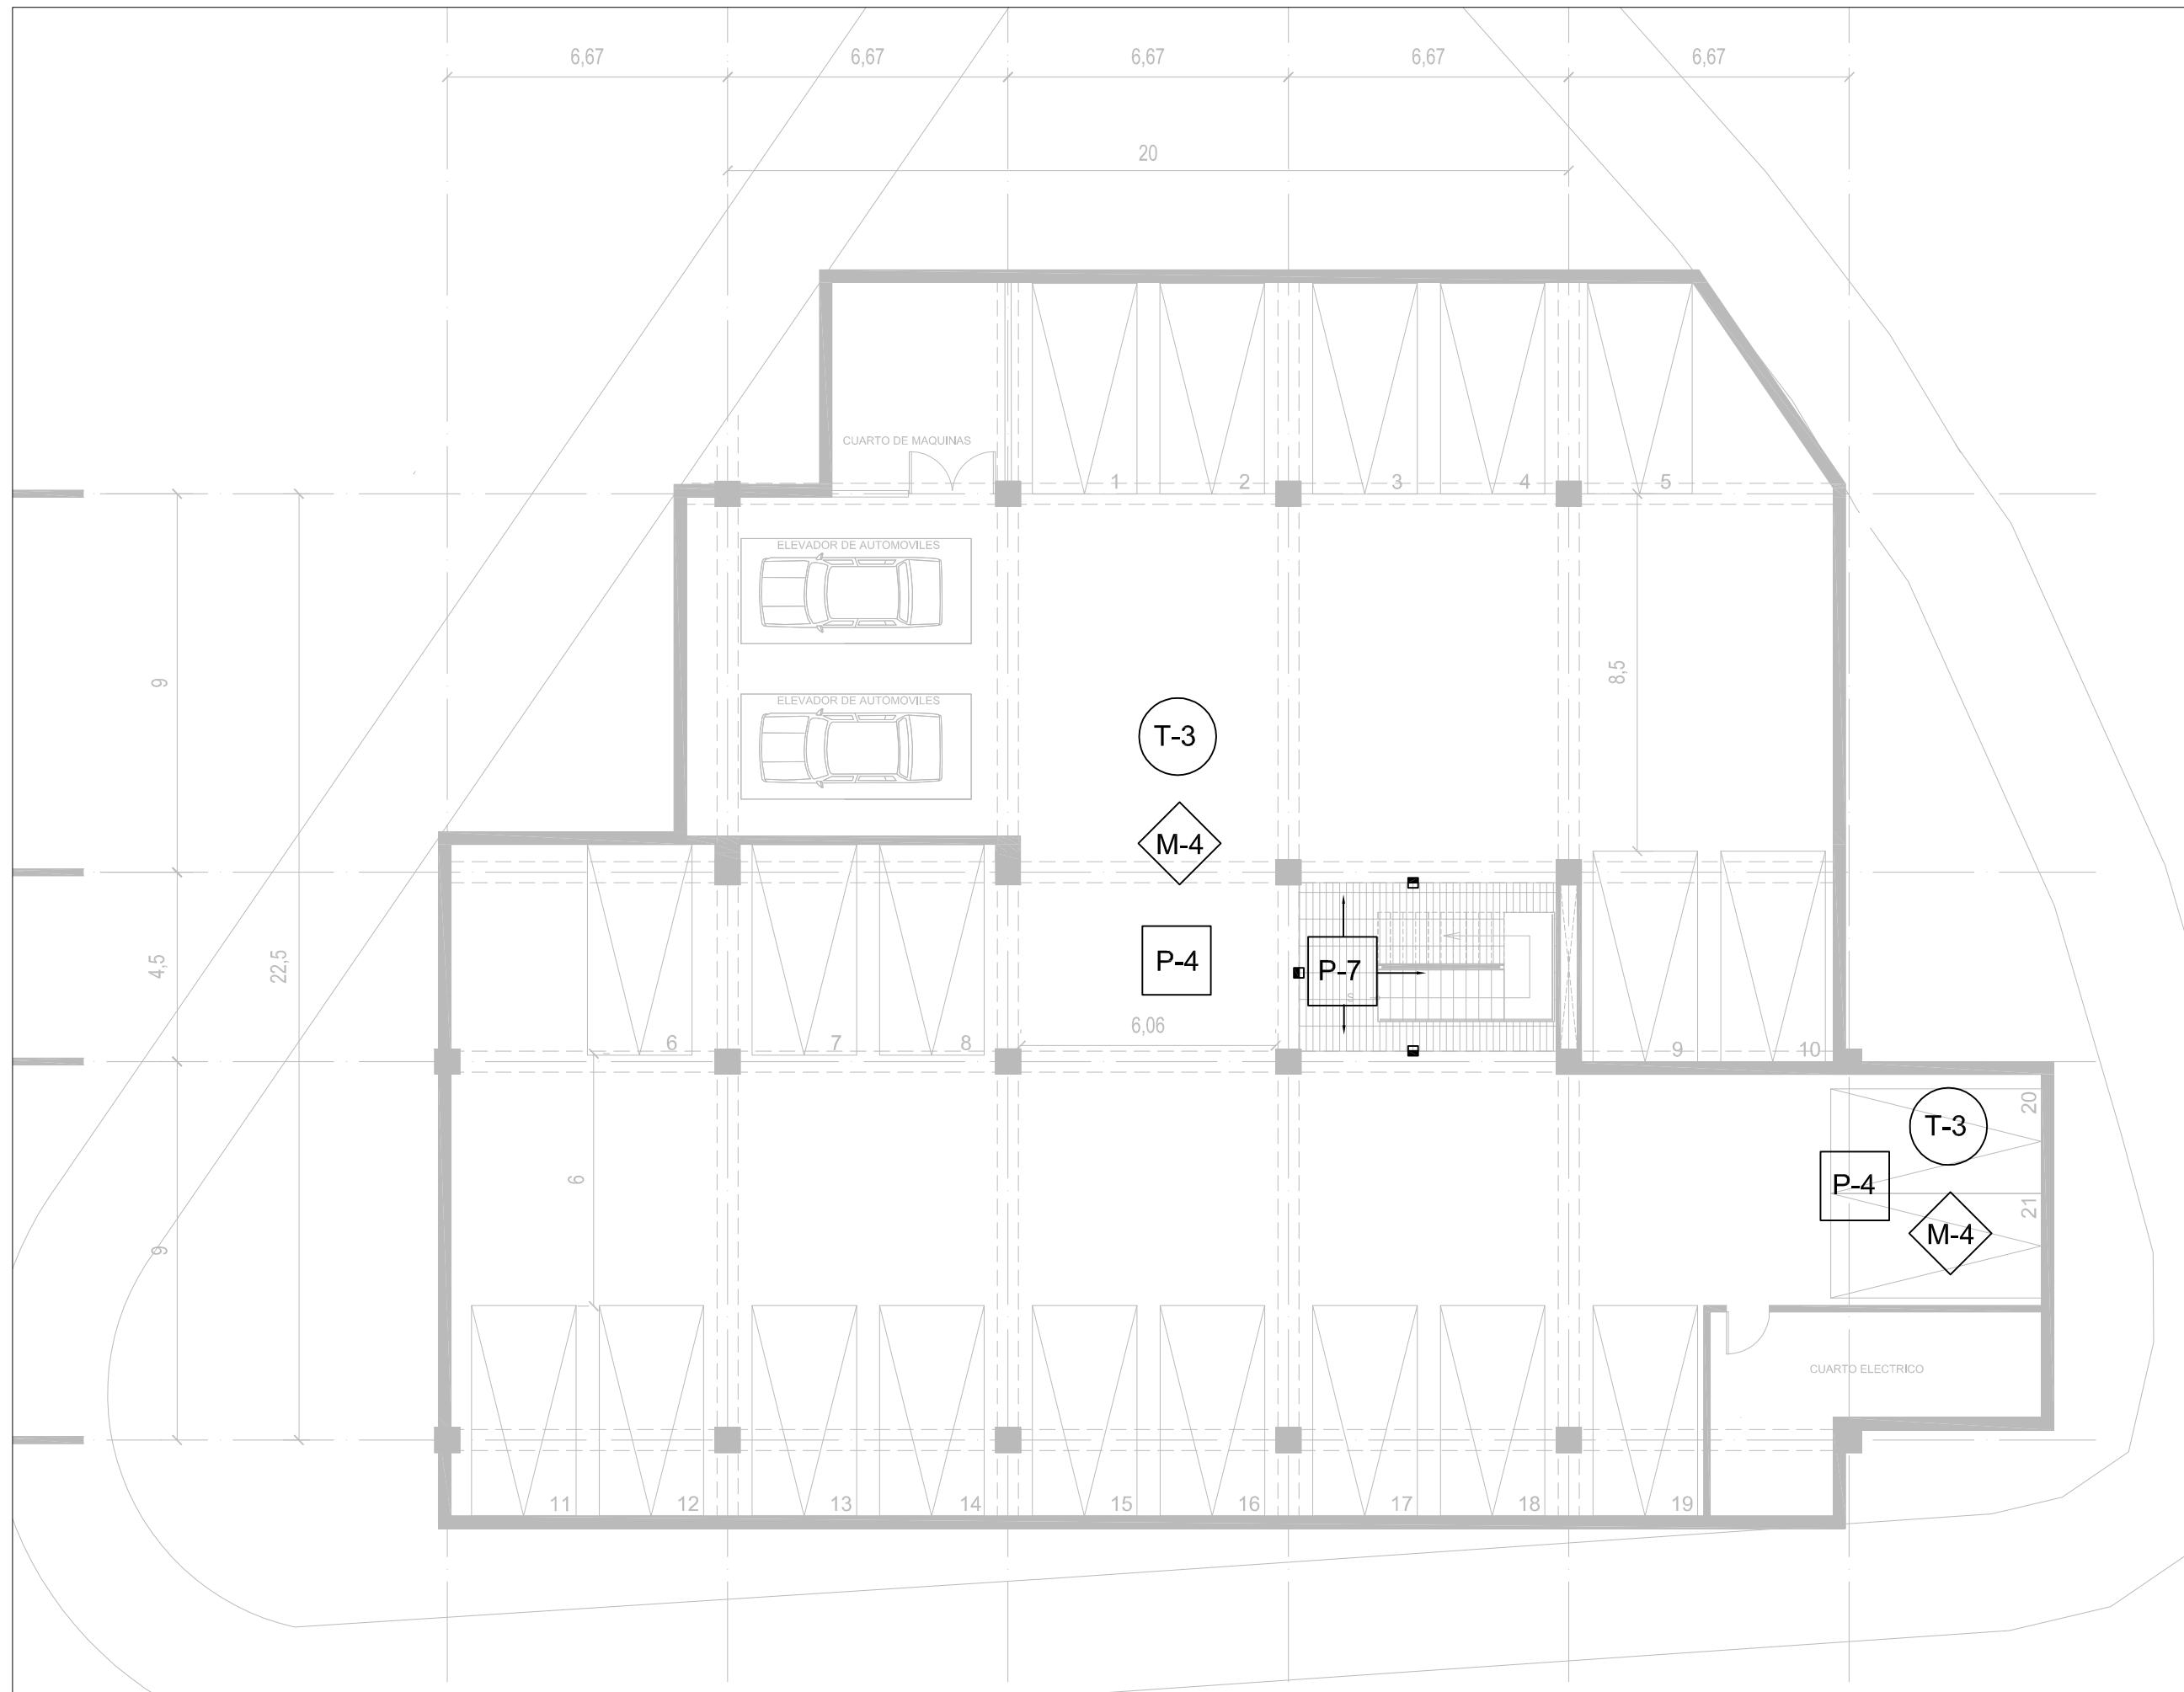 6,67
6,67
6,67
6,67
6,67
20
CUARTO DE MAQUINAS
1
2
3
4
5
ELEVADOR DE AUTOMOVILES
ELEVADOR DE AUTOMOVILES
9
8,5
T-3
M-4
4,5
22,5
P-4
P-7
S
6,06
6
7
8
9
10
20
T-3
P-4
21
M-4
6
9
CUARTO ELECTRICO
11
12
13
14
15
16
17
18
19